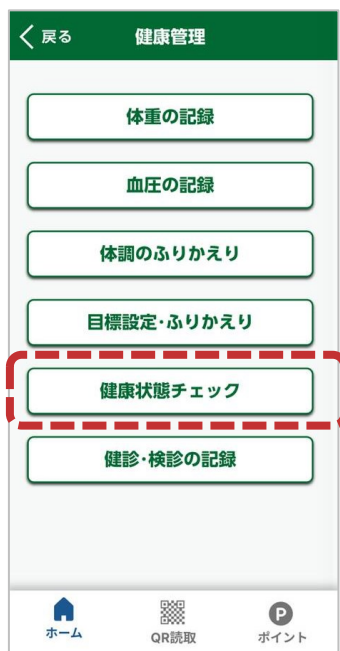 戻る 健康管理
体重の記録
血圧の記録
体調のふりかえり
目標設定・ふりかえり
健康状態チェック
健診・検診の記録
ホーム QR読取 P ポイント